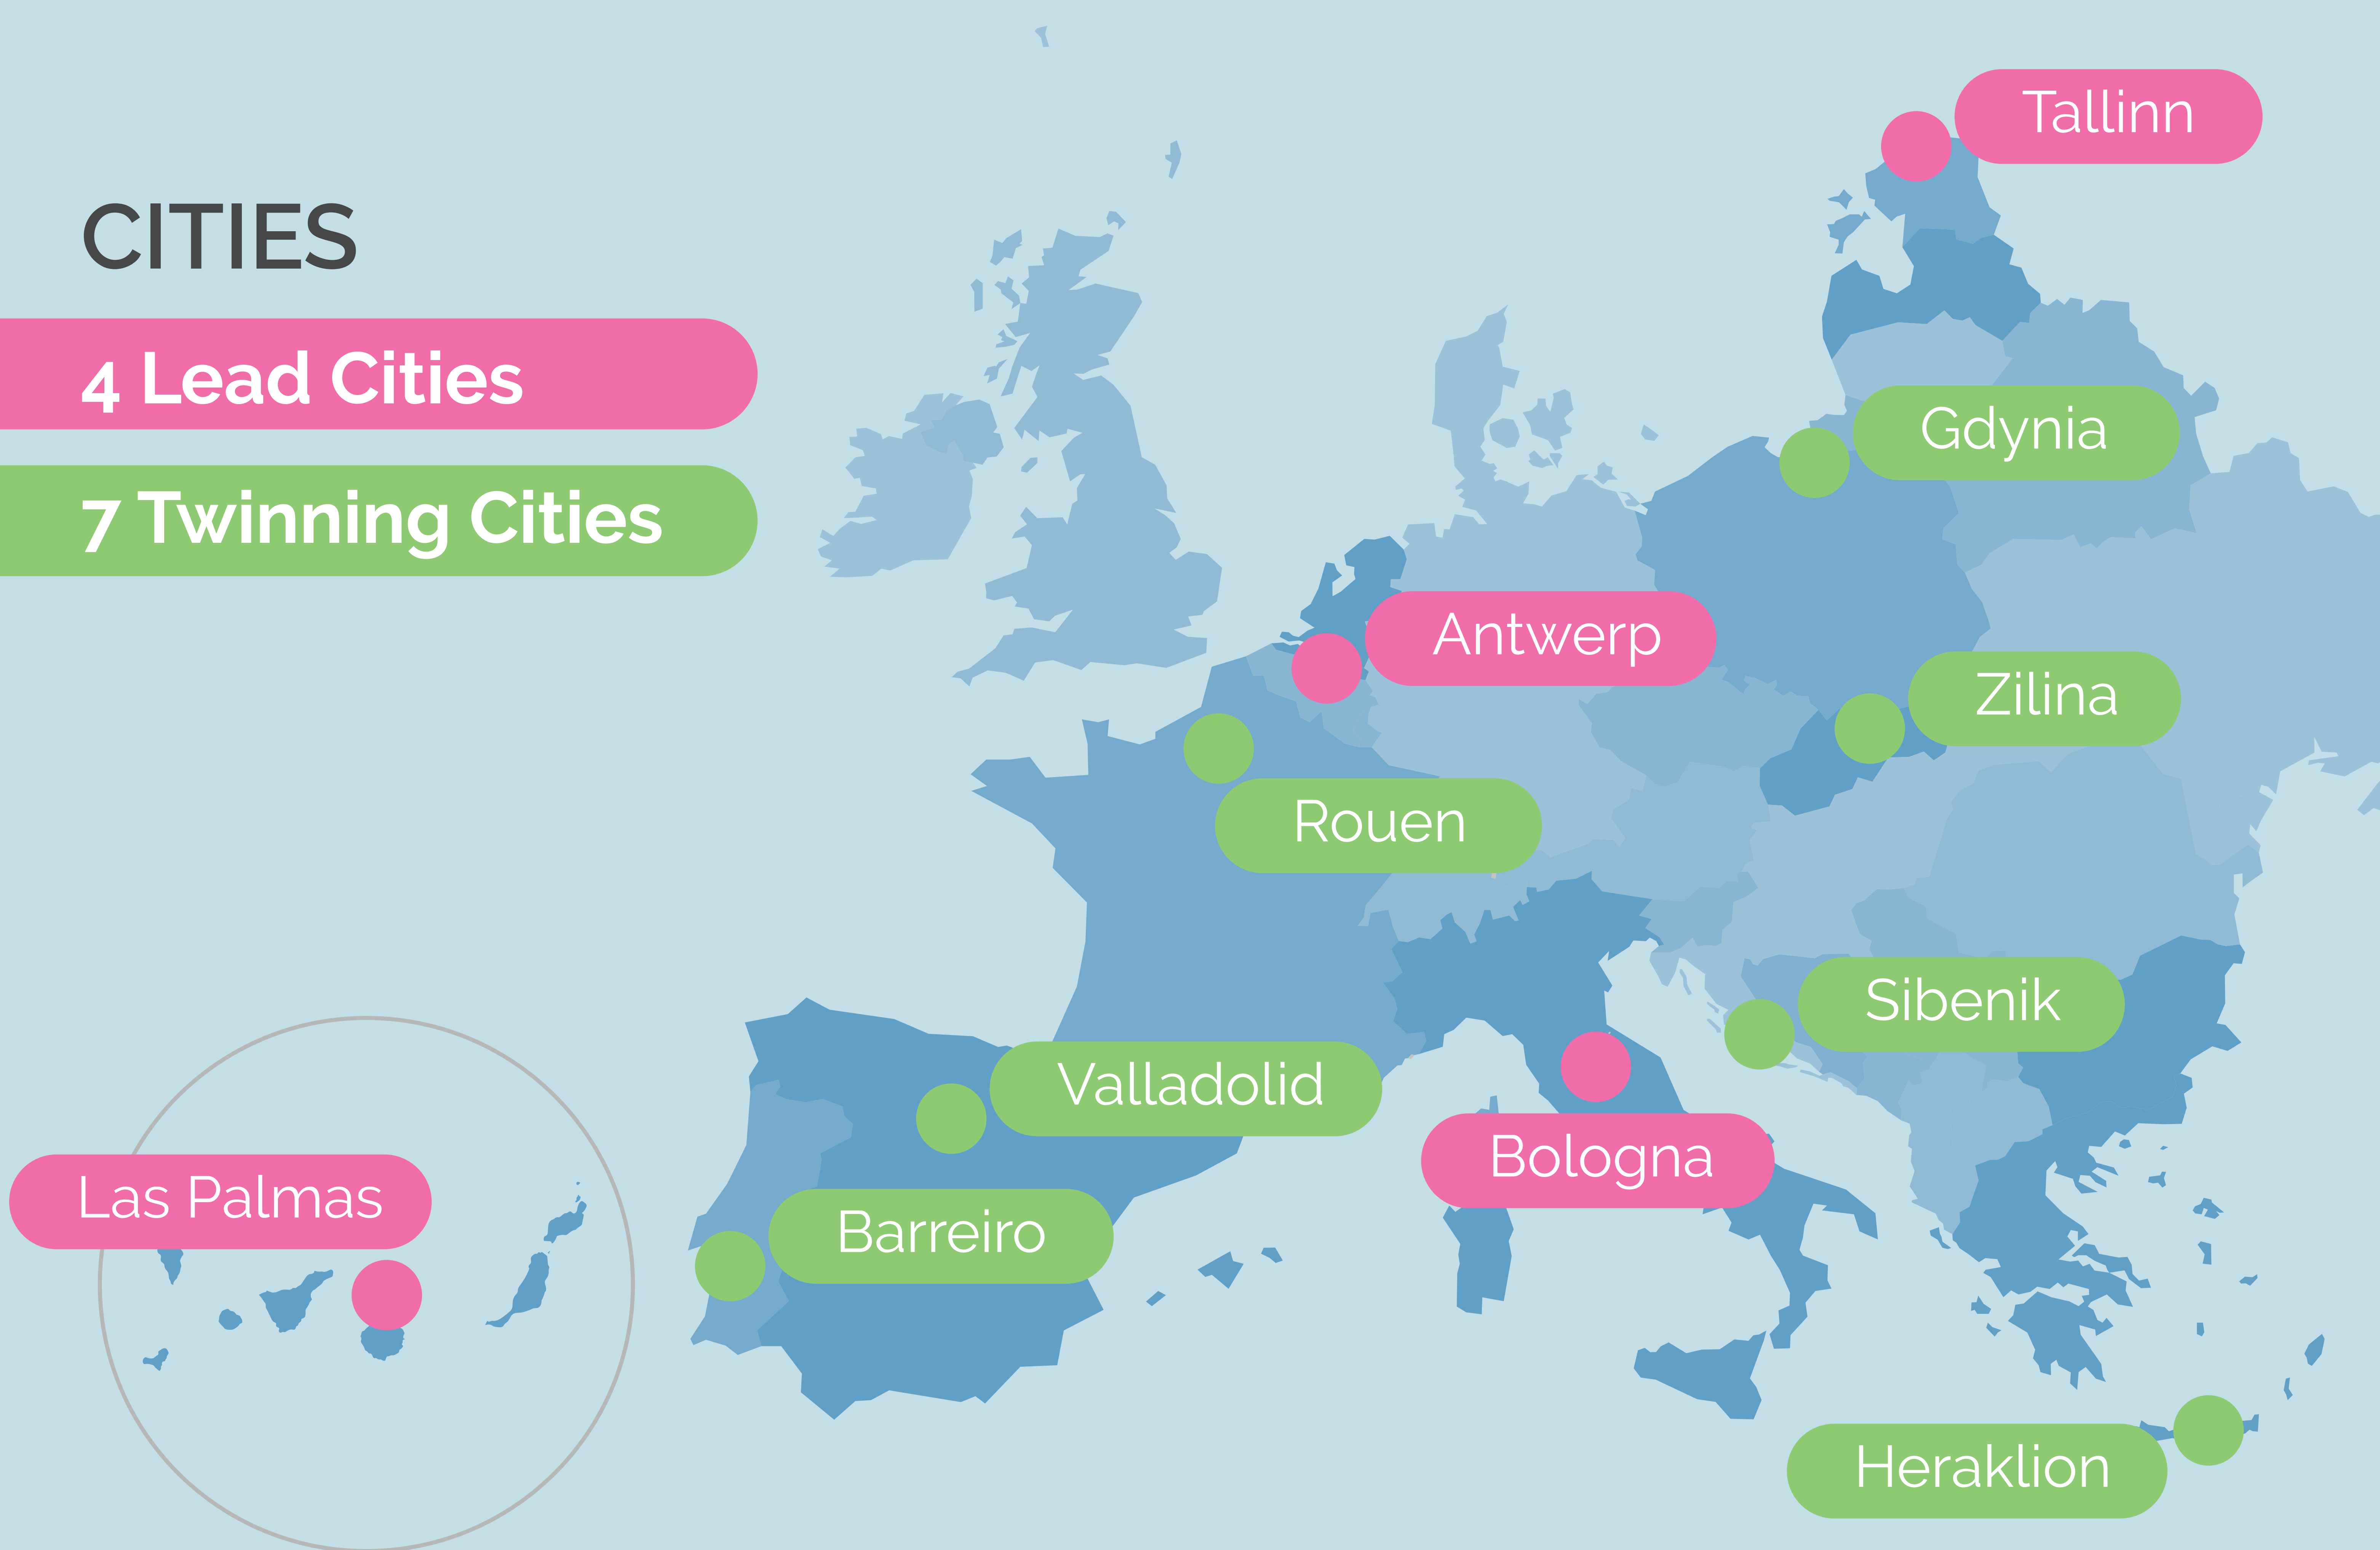 CITIES
4 Lead Cities
7 Twinning Cities
Tallinn
Gdynia
Antwerp
Zilina
Rouen
Sibenik
Valladolid
Bologna
Las Palmas
Barreiro
Heraklion